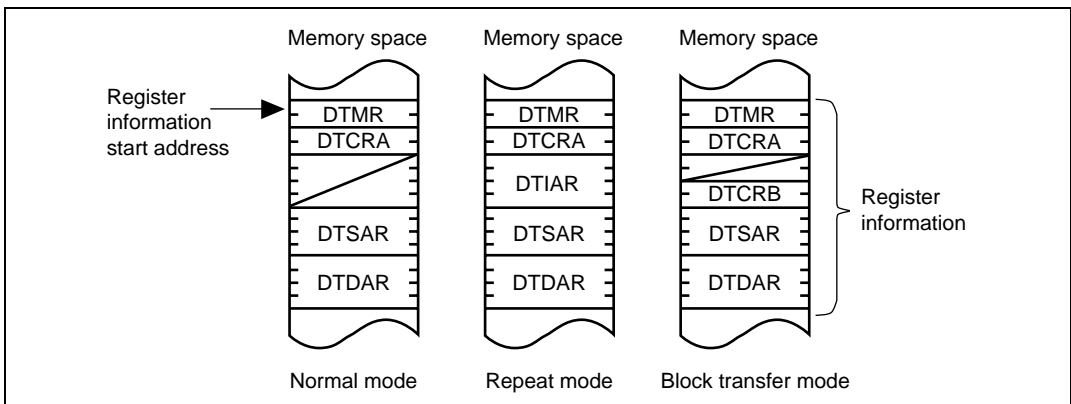 Memory space
Memory space
Memory space
Register
information
start address
DTMR
DTCRA
DTSAR
DTDAR
DTMR
DTCRA
DTIAR
DTSAR
DTDAR
DTMR
DTCRA
DTCRB
DTSAR
DTDAR
Register
information
Normal mode
Repeat mode
Block transfer mode